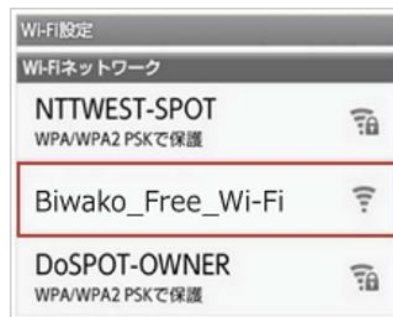 Wi-Fi設定
Wi-Fiネットワーク
NTTWEST-SPOT
WPA/WPA2 PSKで保護
Biwako_Free_Wi-Fi
DoSPOT-OWNER
WPA/WPA2 PSKで保護